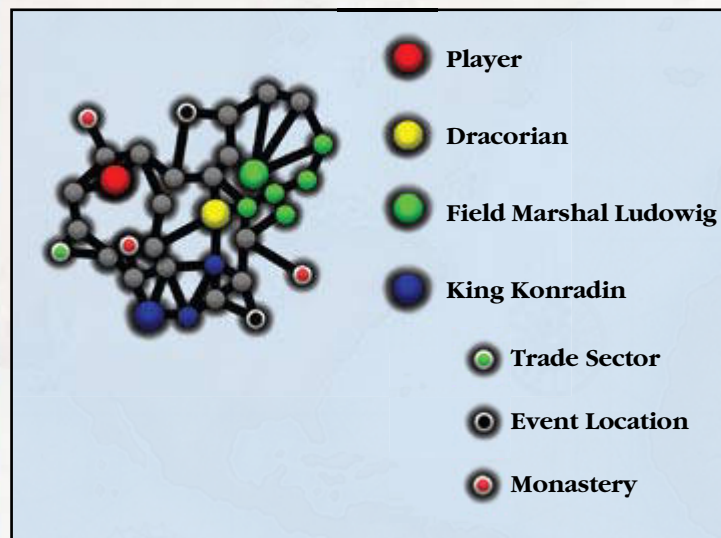 Player
Dracorian
Field Marshal Ludowig
King Konradin
Trade Sector
Event Location
Monastery